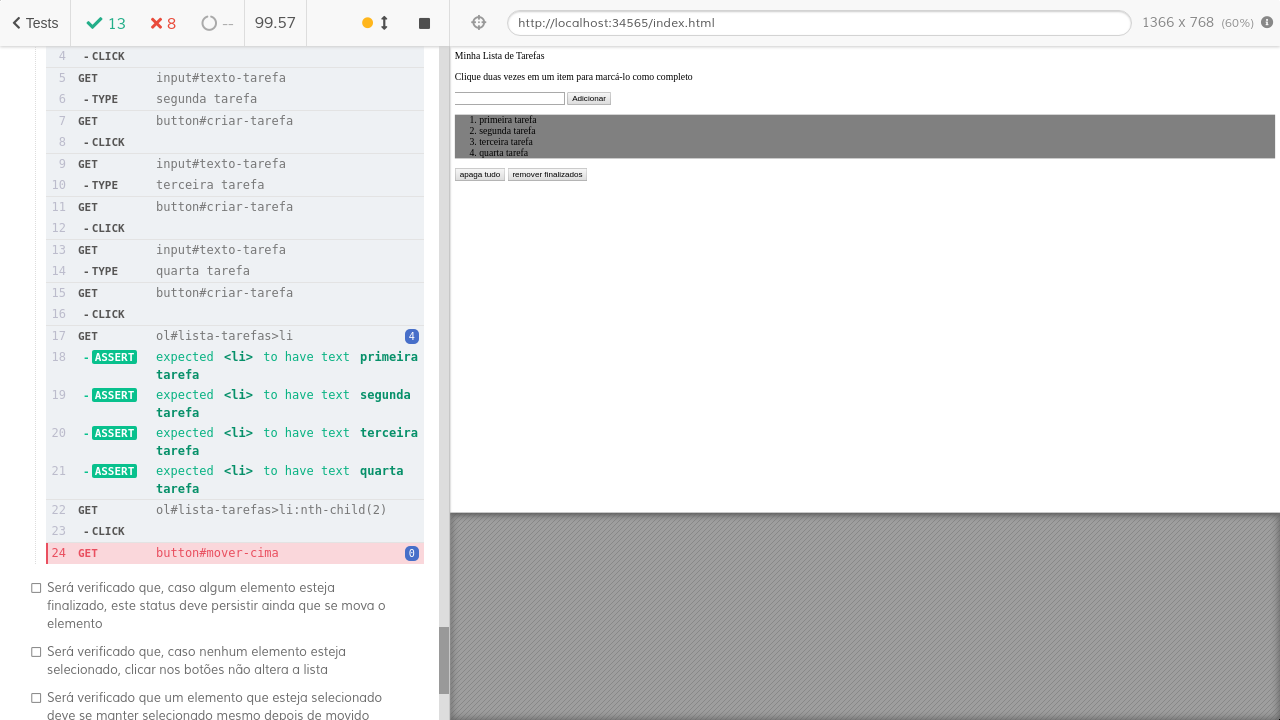 Tests 13 8 -- 99.57 http://localhost:34565/index.html 1366 x 768 (60%)
4 - CLICK
5 GET input#texto-tarefa
6 - TYPE segunda tarefa
7 GET button#criar-tarefa
8 - CLICK
9 GET input#texto-tarefa
10 - TYPE terceira tarefa
11 GET button#criar-tarefa
12 - CLICK
13 GET input#texto-tarefa
14 - TYPE quarta tarefa
15 GET button#criar-tarefa
16 - CLICK
17 GET ol#lista-tarefas>li 4
18 - ASSERT expected <li> to have text primeira
tarefa
19 - ASSERT expected <li> to have text segunda
tarefa
20 - ASSERT expected <li> to have text terceira
tarefa
21 - ASSERT expected <li> to have text quarta
tarefa
22 GET ol#lista-tarefas>li:nth-child(2)
23 - CLICK
24 GET button#mover-cima 0
Será verificado que, caso algum elemento esteja
finalizado, este status deve persistir ainda que se mova o
elemento
Será verificado que, caso nenhum elemento esteja
selecionado, clicar nos botões não altera a lista
Será verificado que um elemento que esteja selecionado
deve se manter selecionado mesmo depois de movido
Minha Lista de Tarefas
Clique duas vezes em um item para marcá-lo como completo
Adicionar
1. primeira tarefa
2. segunda tarefa
3. terceira tarefa
4. quarta tarefa
apaga tudo remover finalizados